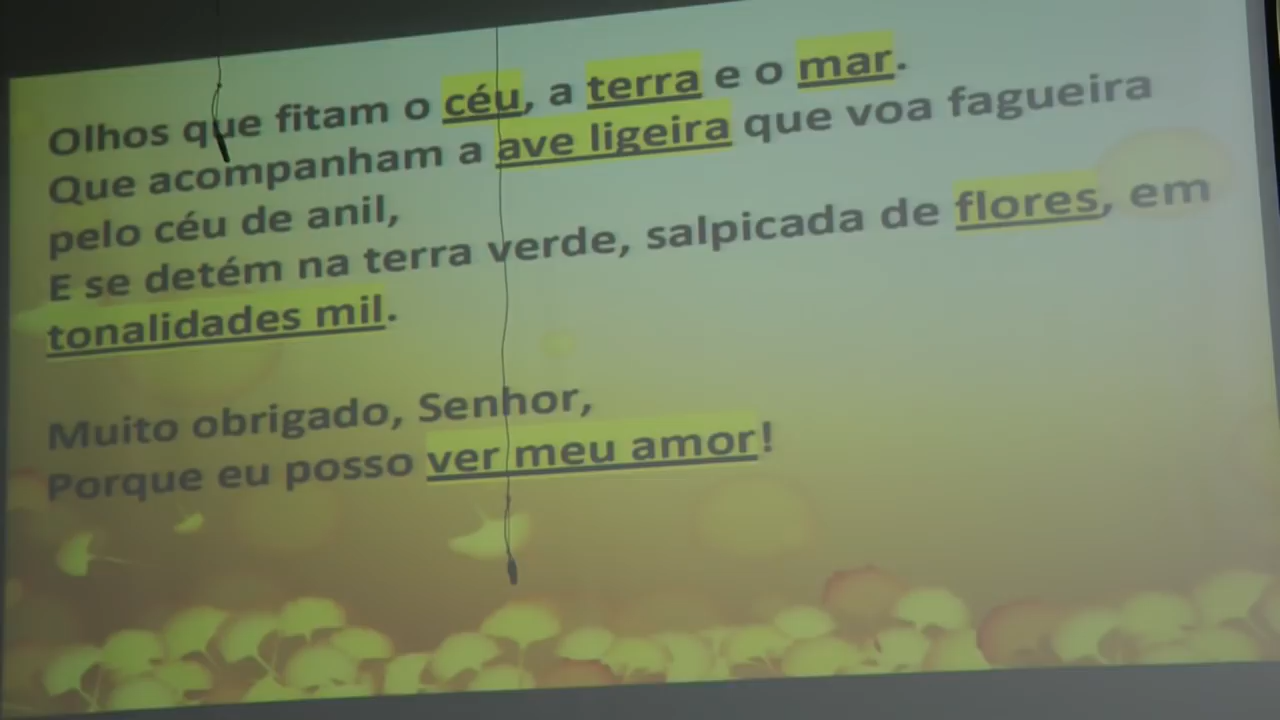 Olhos que fitam o céu, a terra e o mar.
Que acompanham a ave ligeira que voa fagueira
pelo céu de anil,
E se detém na terra verde, salpicada de flores, em
tonalidades mil.
Muito obrigado, Senhor,
Porque eu posso ver meu amor!